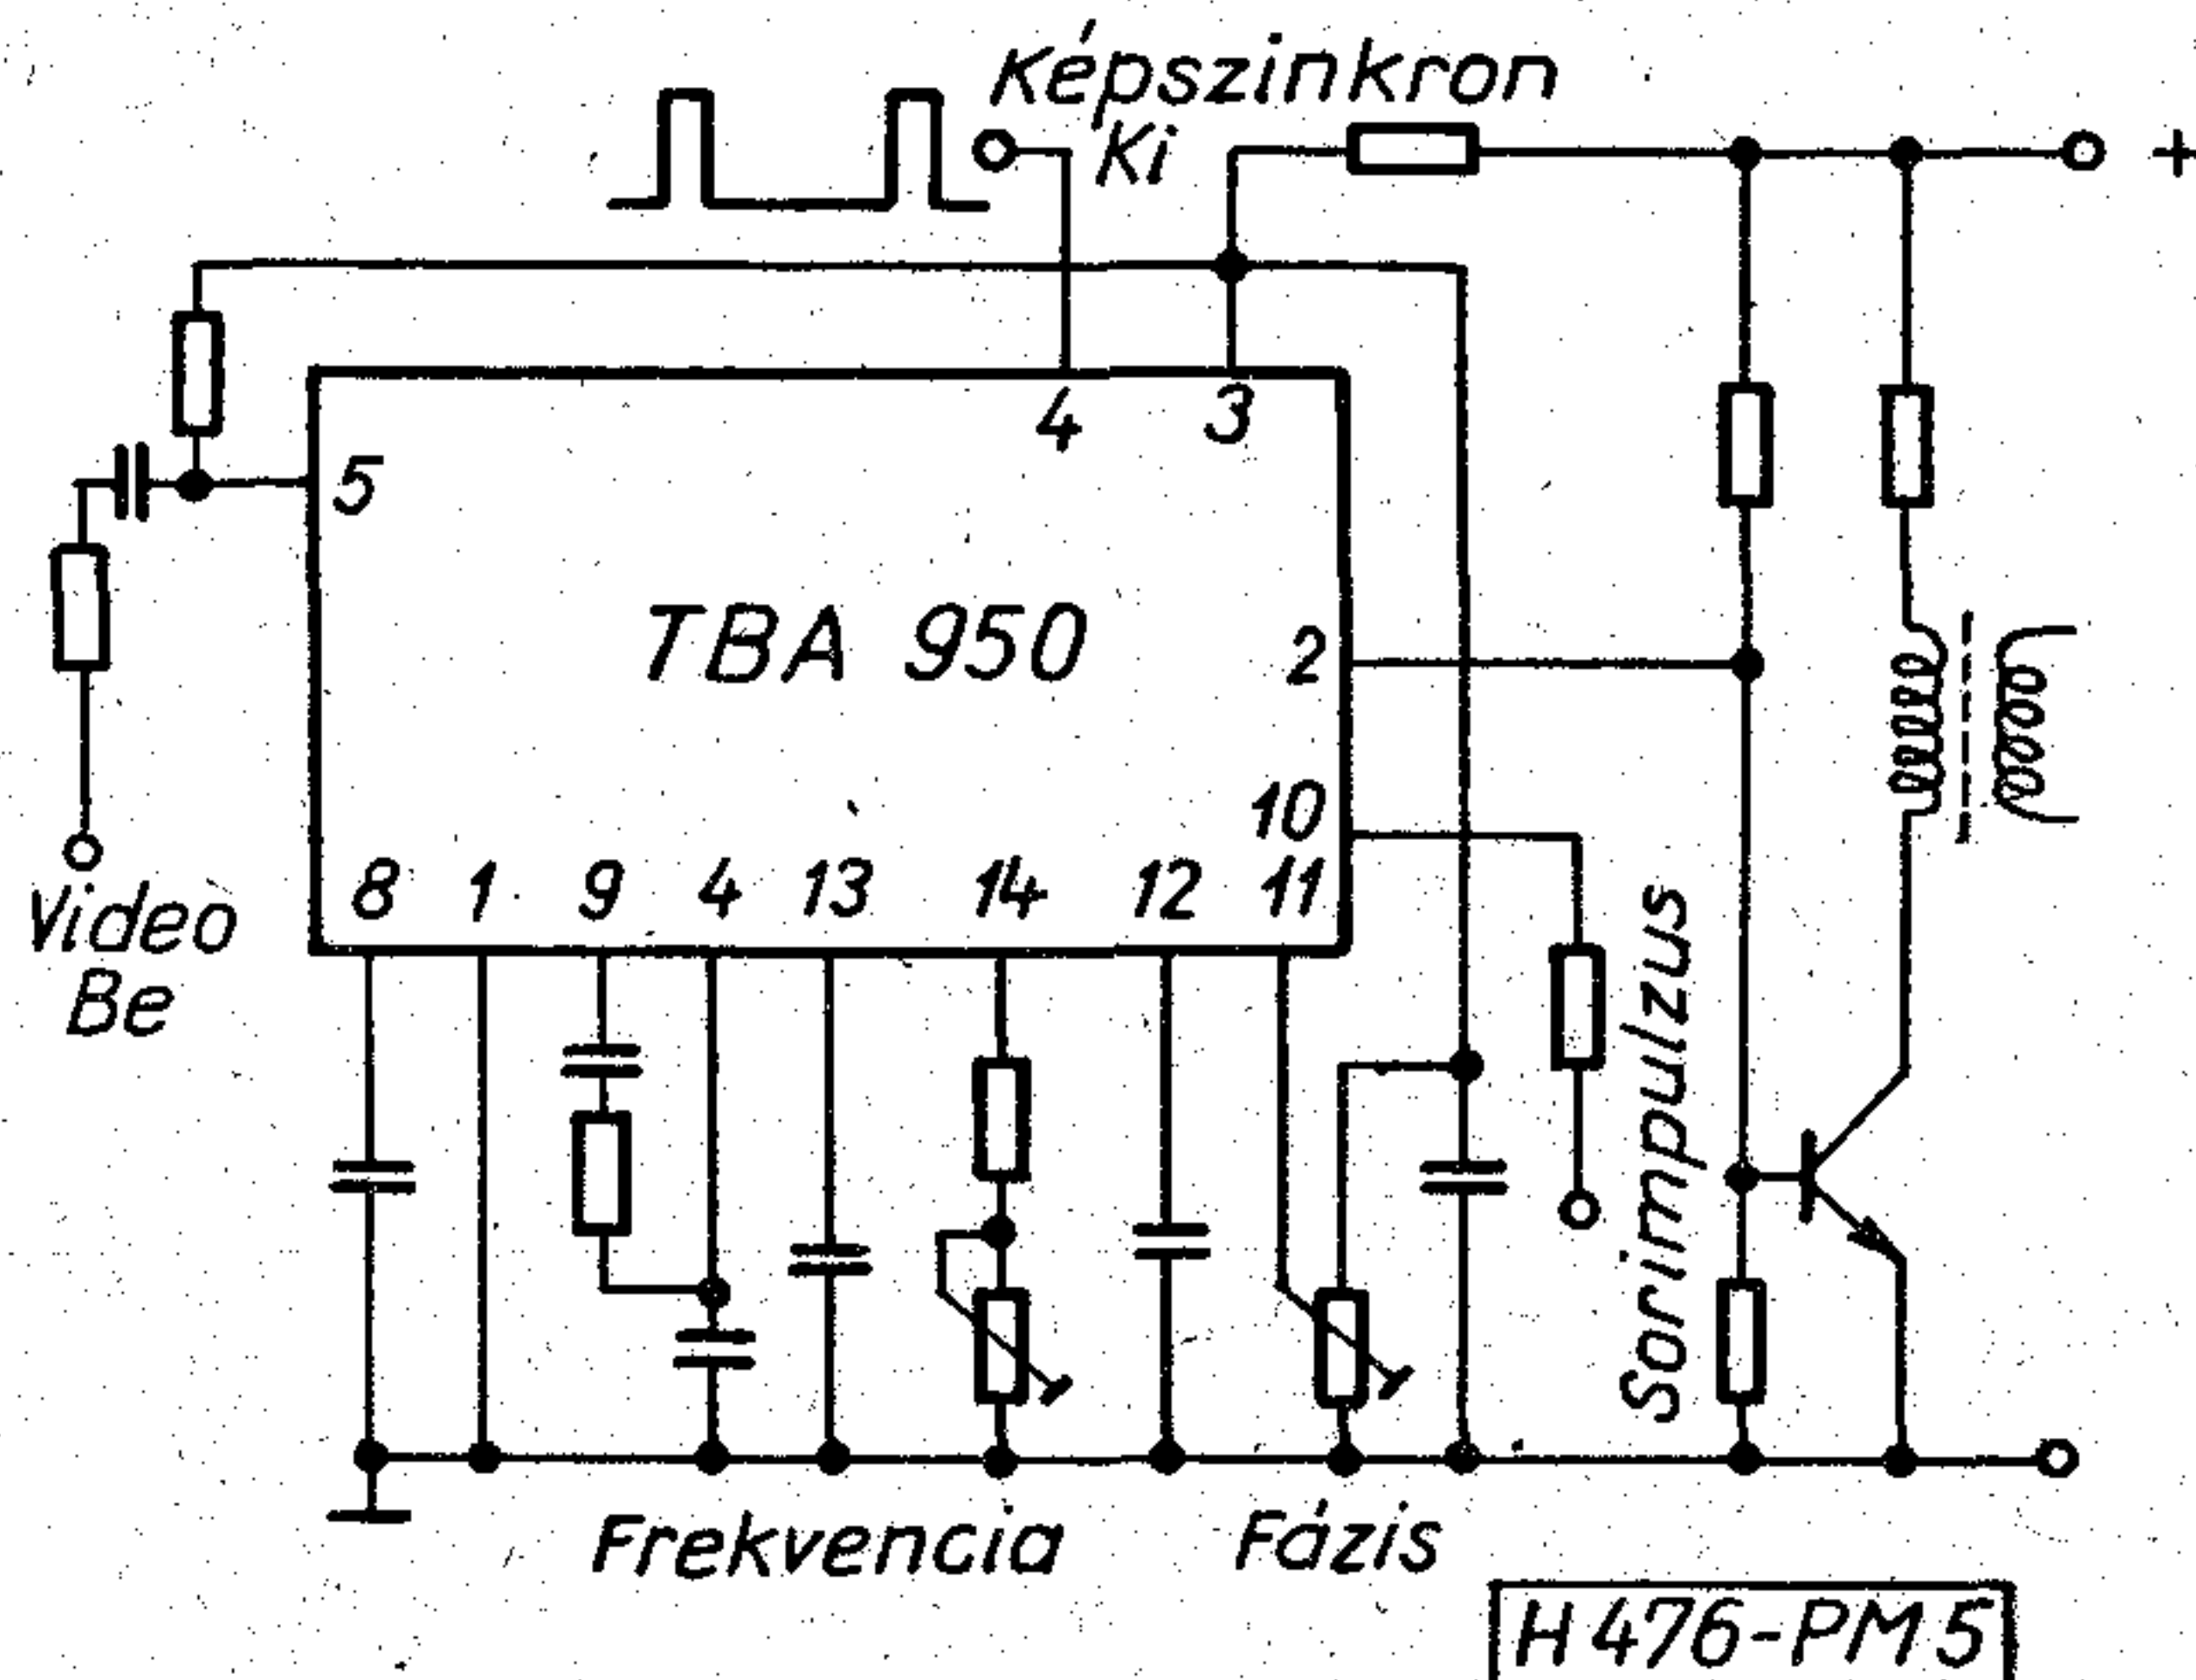 Képszinkron
Ki
+
4 3
5
TBA 950
2
10
8 1 9 4 13 14 12 11
Videò
Be
Sorimpulzus
Frekvencia Fázis
H476-PM5